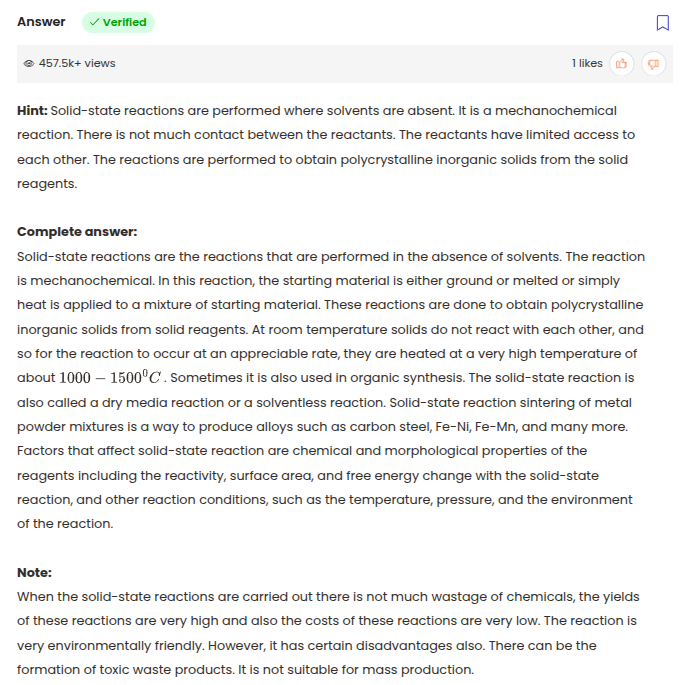 Answer ✓ Verified
457.5k+ views 1 likes
Hint: Solid-state reactions are performed where solvents are absent. It is a mechanochemical
reaction. There is not much contact between the reactants. The reactants have limited access to
each other. The reactions are performed to obtain polycrystalline inorganic solids from the solid
reagents.
Complete answer:
Solid-state reactions are the reactions that are performed in the absence of solvents. The reaction
is mechanochemical. In this reaction, the starting material is either ground or melted or simply
heat is applied to a mixture of starting material. These reactions are done to obtain polycrystalline
inorganic solids from solid reagents. At room temperature solids do not react with each other, and
so for the reaction to occur at an appreciable rate, they are heated at a very high temperature of
about 1000 − 1500⁰C . Sometimes it is also used in organic synthesis. The solid-state reaction is
also called a dry media reaction or a solventless reaction. Solid-state reaction sintering of metal
powder mixtures is a way to produce alloys such as carbon steel, Fe-Ni, Fe-Mn, and many more.
Factors that affect solid-state reaction are chemical and morphological properties of the
reagents including the reactivity, surface area, and free energy change with the solid-state
reaction, and other reaction conditions, such as the temperature, pressure, and the environment
of the reaction.
Note:
When the solid-state reactions are carried out there is not much wastage of chemicals, the yields
of these reactions are very high and also the costs of these reactions are very low. The reaction is
very environmentally friendly. However, it has certain disadvantages also. There can be the
formation of toxic waste products. It is not suitable for mass production.